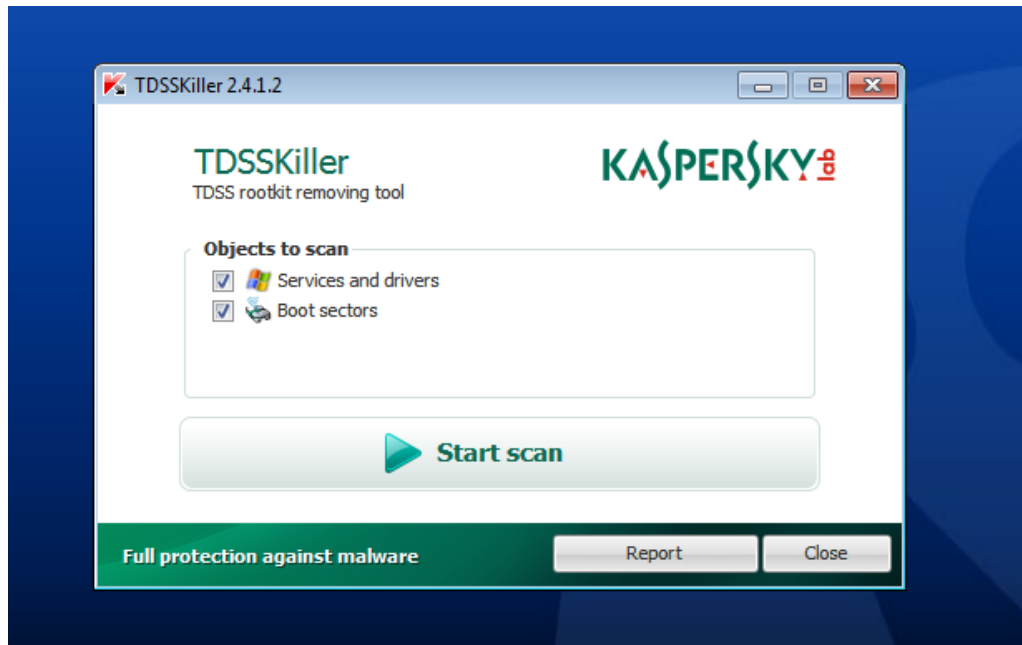 TDSSKiller 2.4.1.2
TDSSKiller
TDSS rootkit removing tool
KASPERSKY lab
Objects to scan
Services and drivers
Boot sectors
Start scan
Full protection against malware
Report
Close